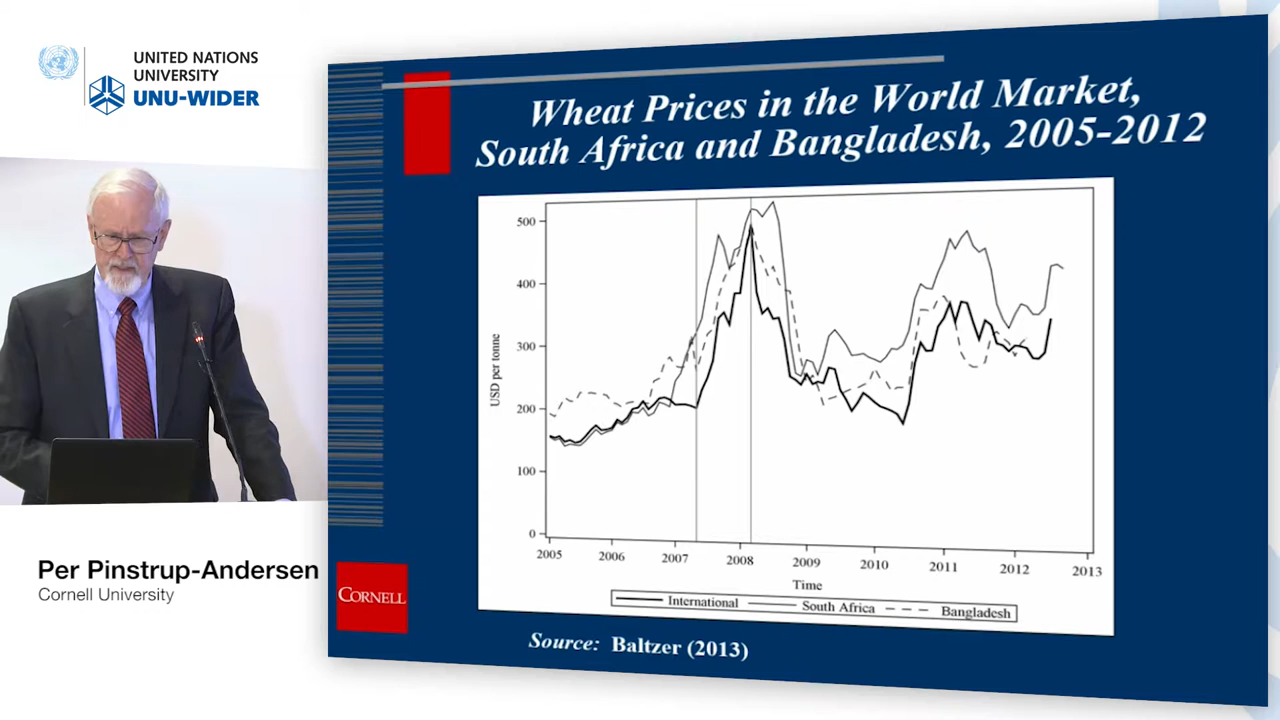 UNITED NATIONS
UNIVERSITY
UNU-WIDER
Wheat Prices in the World Market,
South Africa and Bangladesh, 2005-2012
500
400
300
200
100
0
USD per tonne
2005
2006
2007
2008
2009
2010
2011
2012
2013
Time
International
South Africa
Bangladesh
Source: Baltzer (2013)
CORNELL
Per Pinstrup-Andersen
Cornell University